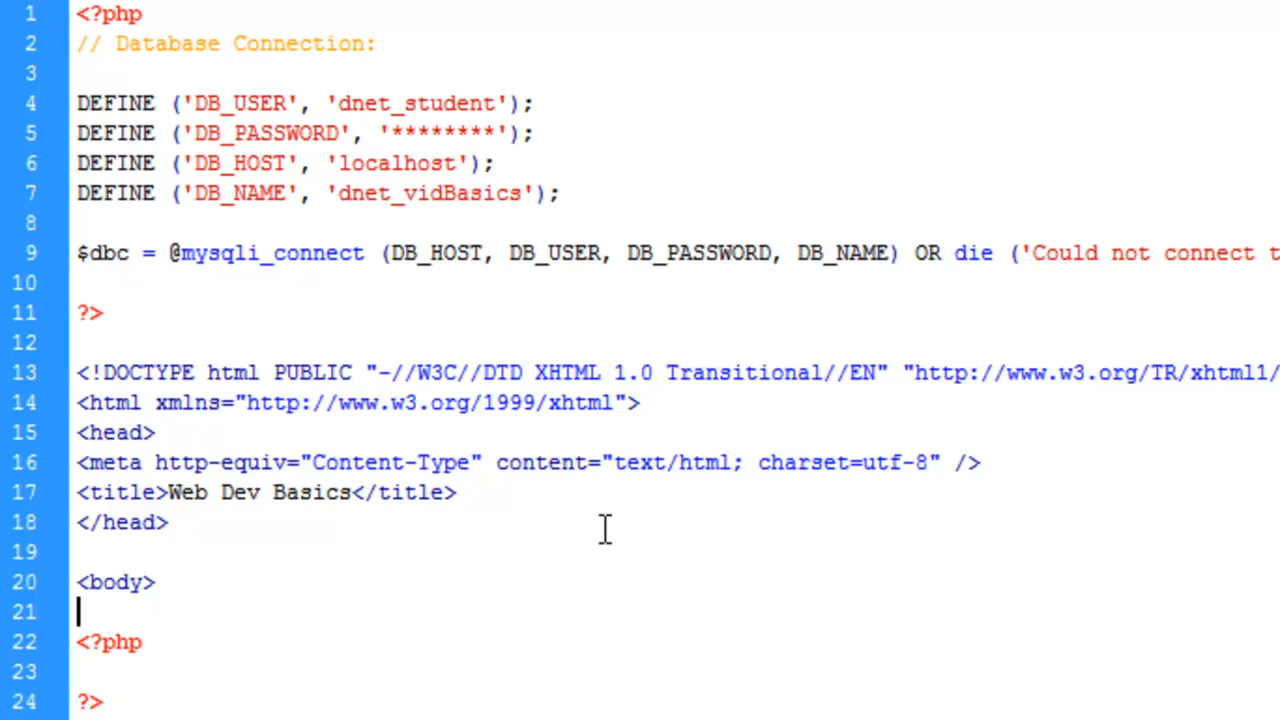 1 <?php
2 // Database Connection:
3
4 DEFINE ('DB_USER', 'dnet_student');
5 DEFINE ('DB_PASSWORD', '********');
6 DEFINE ('DB_HOST', 'localhost');
7 DEFINE ('DB_NAME', 'dnet_vidBasics');
8
9 $dbc = @mysqli_connect (DB_HOST, DB_USER, DB_PASSWORD, DB_NAME) OR die ('Could not connect t
10
11 ?>
12
13 <!DOCTYPE html PUBLIC "-//W3C//DTD XHTML 1.0 Transitional//EN" "http://www.w3.org/TR/xhtml1/
14 <html xmlns="http://www.w3.org/1999/xhtml">
15 <head>
16 <meta http-equiv="Content-Type" content="text/html; charset=utf-8" />
17 <title>Web Dev Basics</title>
18 </head>
19
20 <body>
21
22 <?php
23
24 ?>